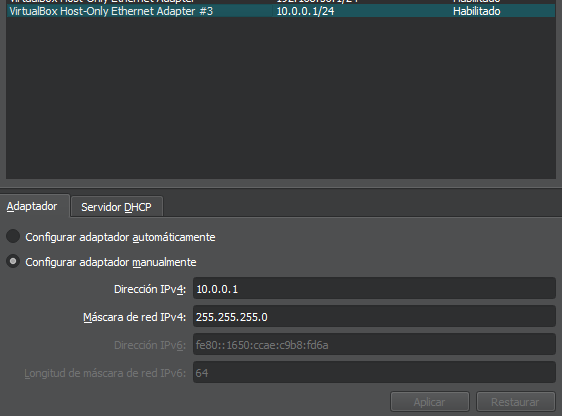 VirtualBox Host-Only Ethernet Adapter #3 10.0.0.1/24 Habilitado
Adaptador Servidor DHCP
Configurar adaptador automáticamente
Configurar adaptador manualmente
Dirección IPv4: 10.0.0.1
Máscara de red IPv4: 255.255.255.0
Dirección IPv6: fe80::1650:ccae:c9b8:fd6a
Longitud de máscara de red IPv6: 64
Aplicar Restaurar